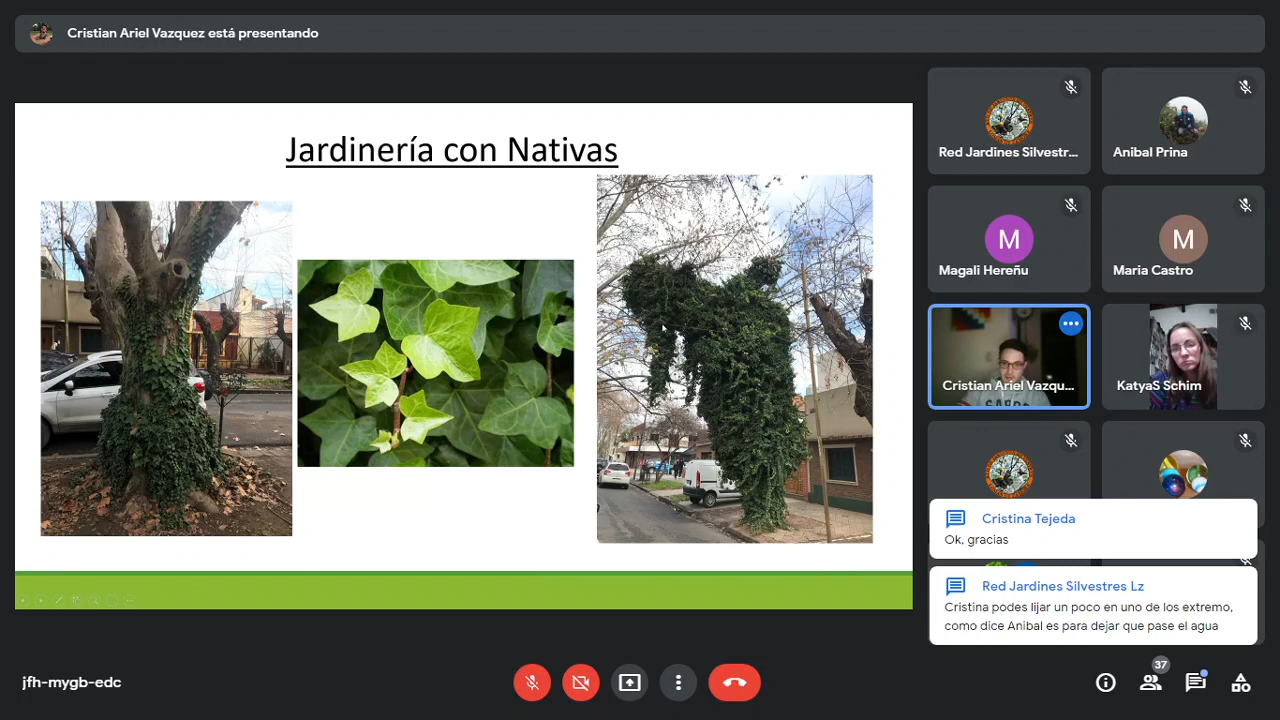 Cristian Ariel Vazquez está presentando
Jardinería con Nativas
Red Jardines Silvestr...
Anibal Prina
M
Magali Hereñu
M
Maria Castro
Cristian Ariel Vazqu...
KatyaS Schim
Cristina Tejeda
Ok, gracias
Red Jardines Silvestres Lz
Cristina podes lijar un poco en uno de los extremo,
como dice Anibal es para dejar que pase el agua
jfh-mygb-edc
37